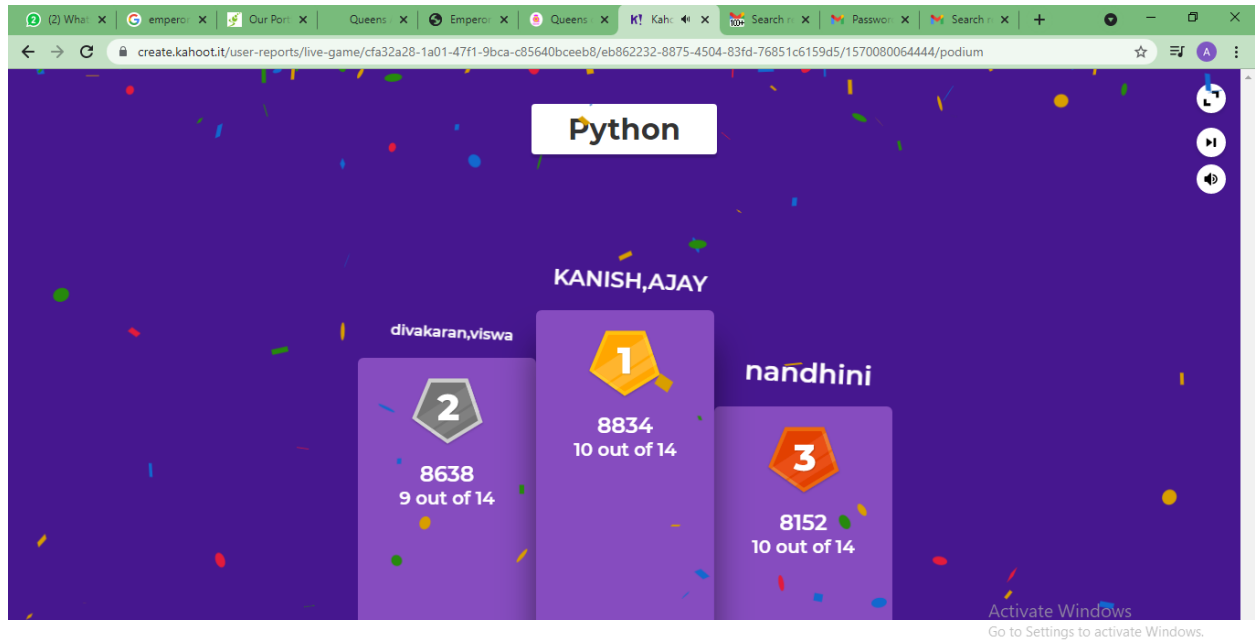 (2) What
emperor
Our Port
Queens
Emperor
Queens
K! Kaho
Search r
Passwor
Search r
create.kahoot.it/user-reports/live-game/cfa32a28-1a01-47f1-9bca-c85640bceeb8/eb862232-8875-4504-83fd-76851c6159d5/1570080064444/podium
A
Python
KANISH,AJAY
1
8834
10 out of 14
divakaran,viswa
2
8638
9 out of 14
nandhini
3
8152
10 out of 14
Activate Windows
Go to Settings to activate Windows.